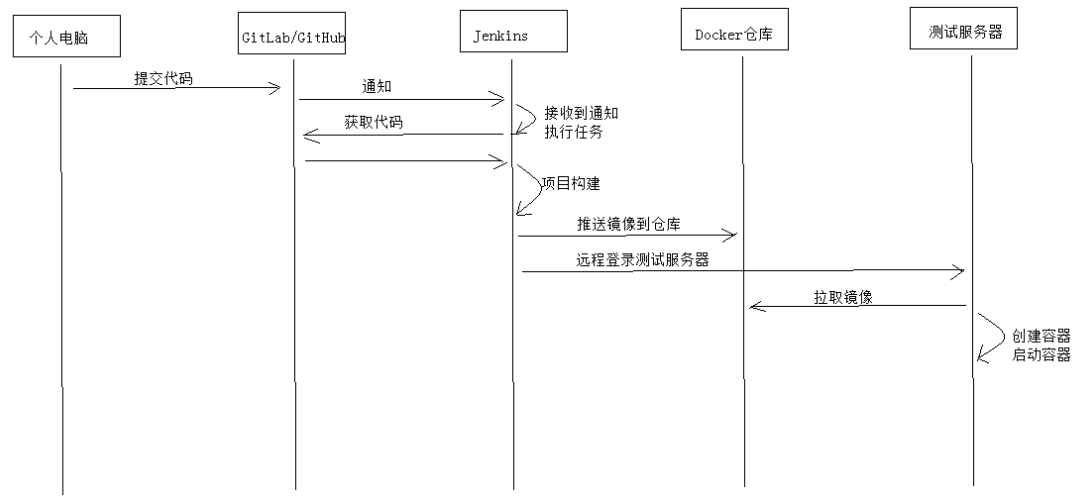 个人电脑
GitLab/GitHub
Jenkins
Docker仓库
测试服务器
提交代码
通知
接收到通知
执行任务
获取代码
项目构建
推送镜像到仓库
远程登录测试服务器
拉取镜像
创建容器
启动容器